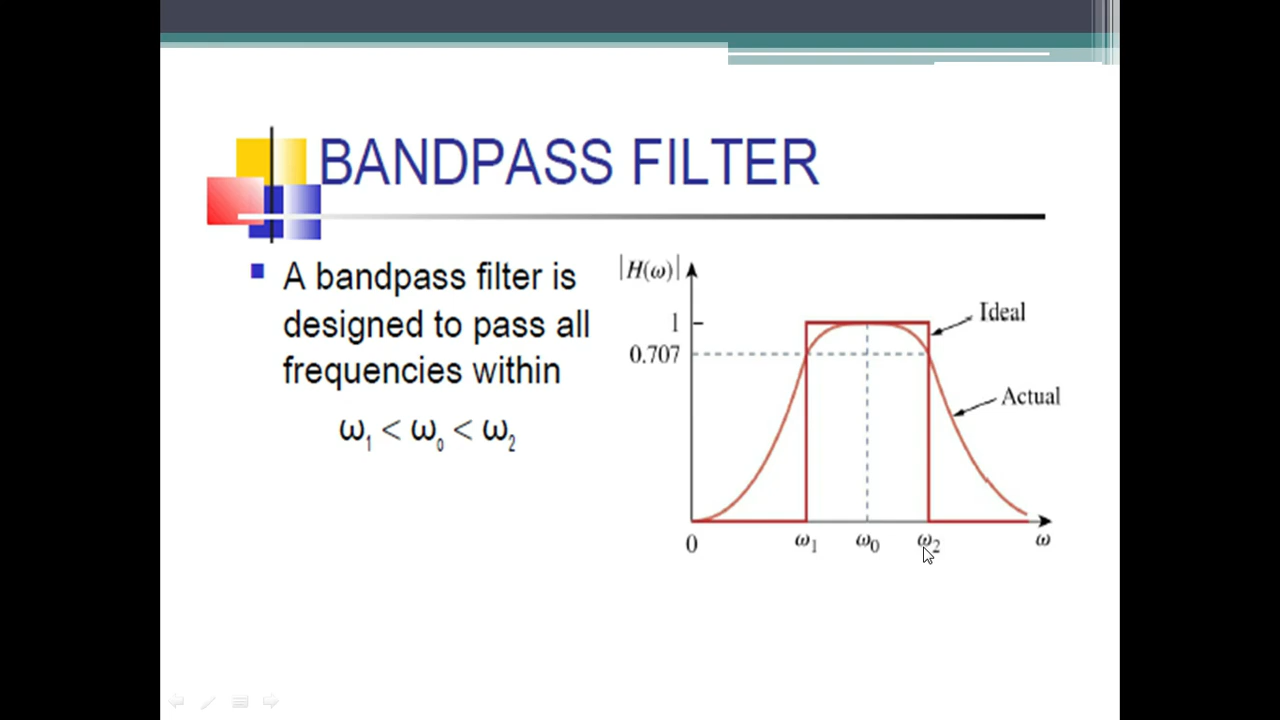 BANDPASS FILTER
A bandpass filter is
designed to pass all
frequencies within
ω₁ < ω₀ < ω₂
|H(ω)|
1
0.707
Ideal
Actual
0 ω₁ ω₀ ω₂ ω